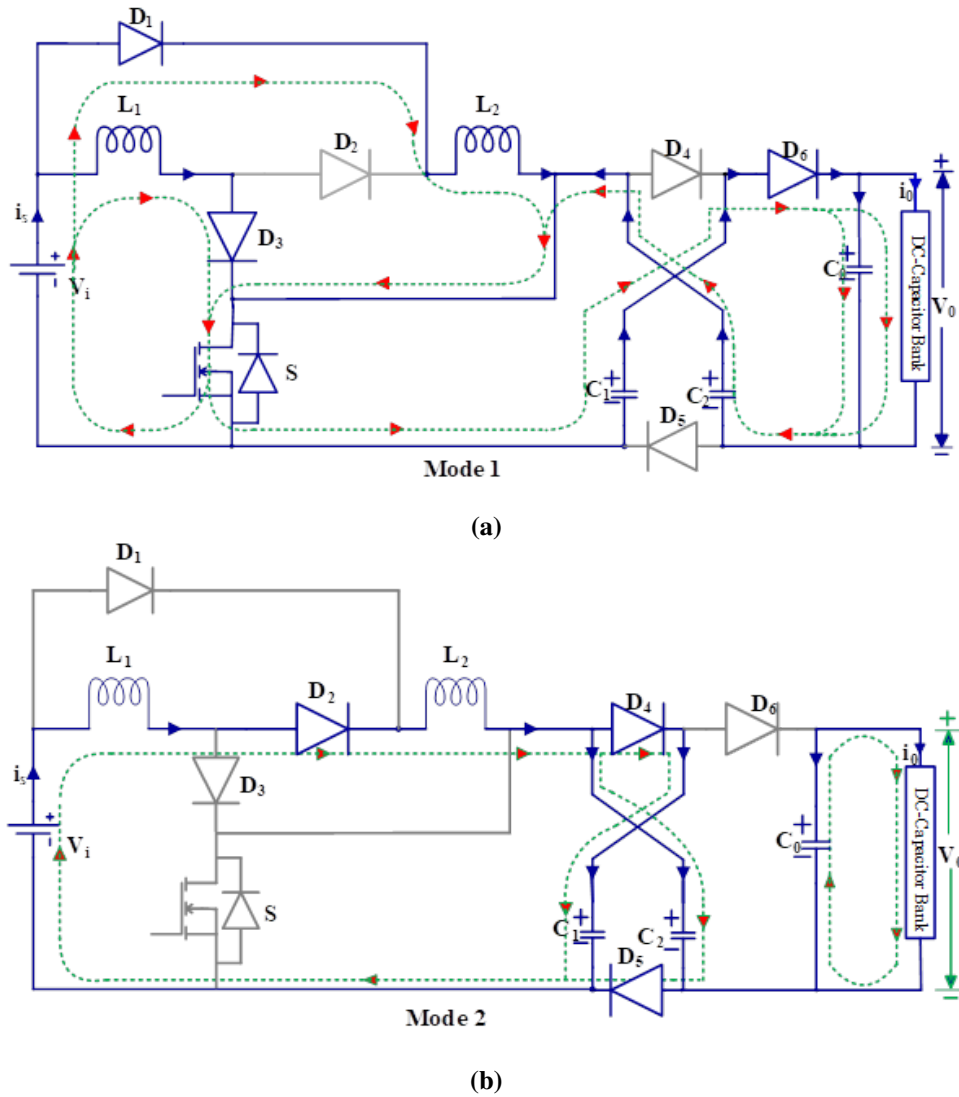 D1
L1
L2
D2
D4
D6
is
i0
D3
Vi
C0
DC-Capacitor Bank
V0
S
C1
C2
D5
Mode 1
(a)
D1
L1
L2
D2
D4
D6
is
i0
D3
Vi
C0
DC-Capacitor Bank
V0
S
C1
C2
D5
Mode 2
(b)